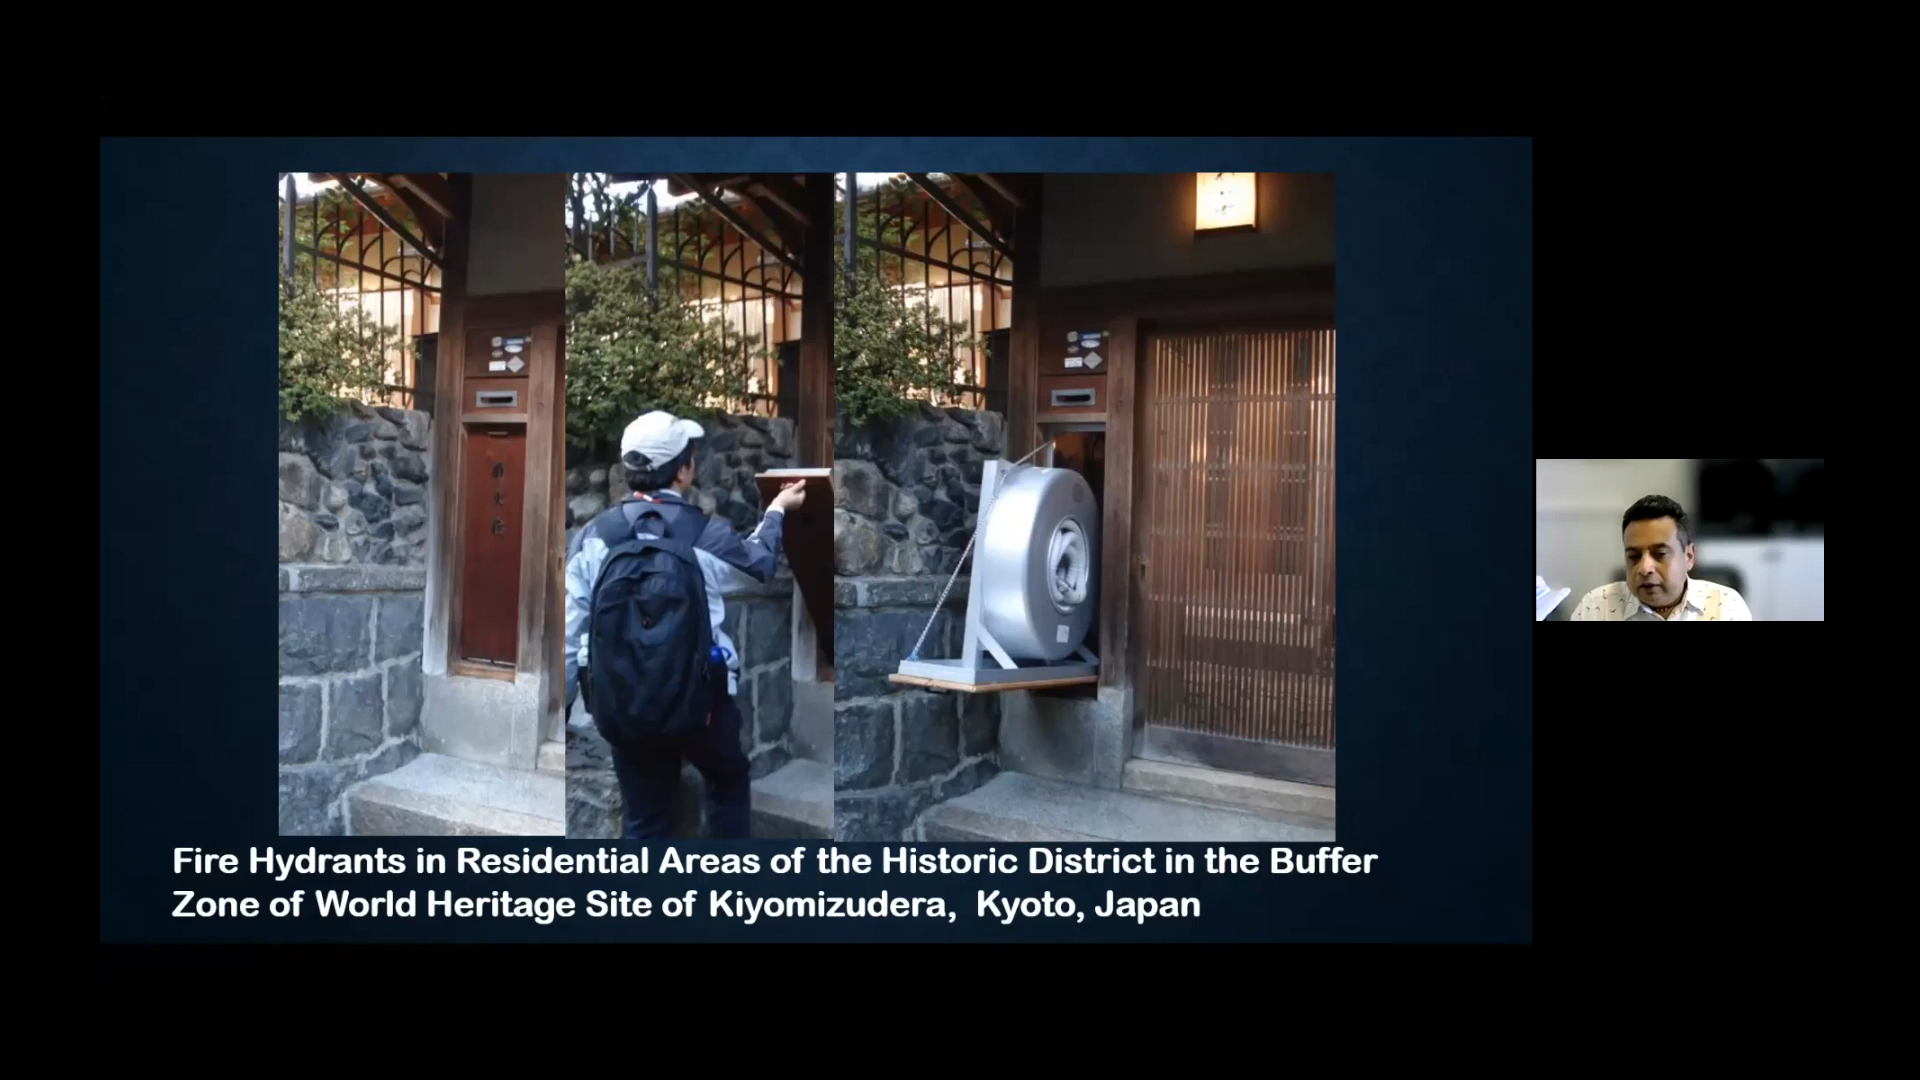 Fire Hydrants in Residential Areas of the Historic District in the Buffer
Zone of World Heritage Site of Kiyomizudera, Kyoto, Japan